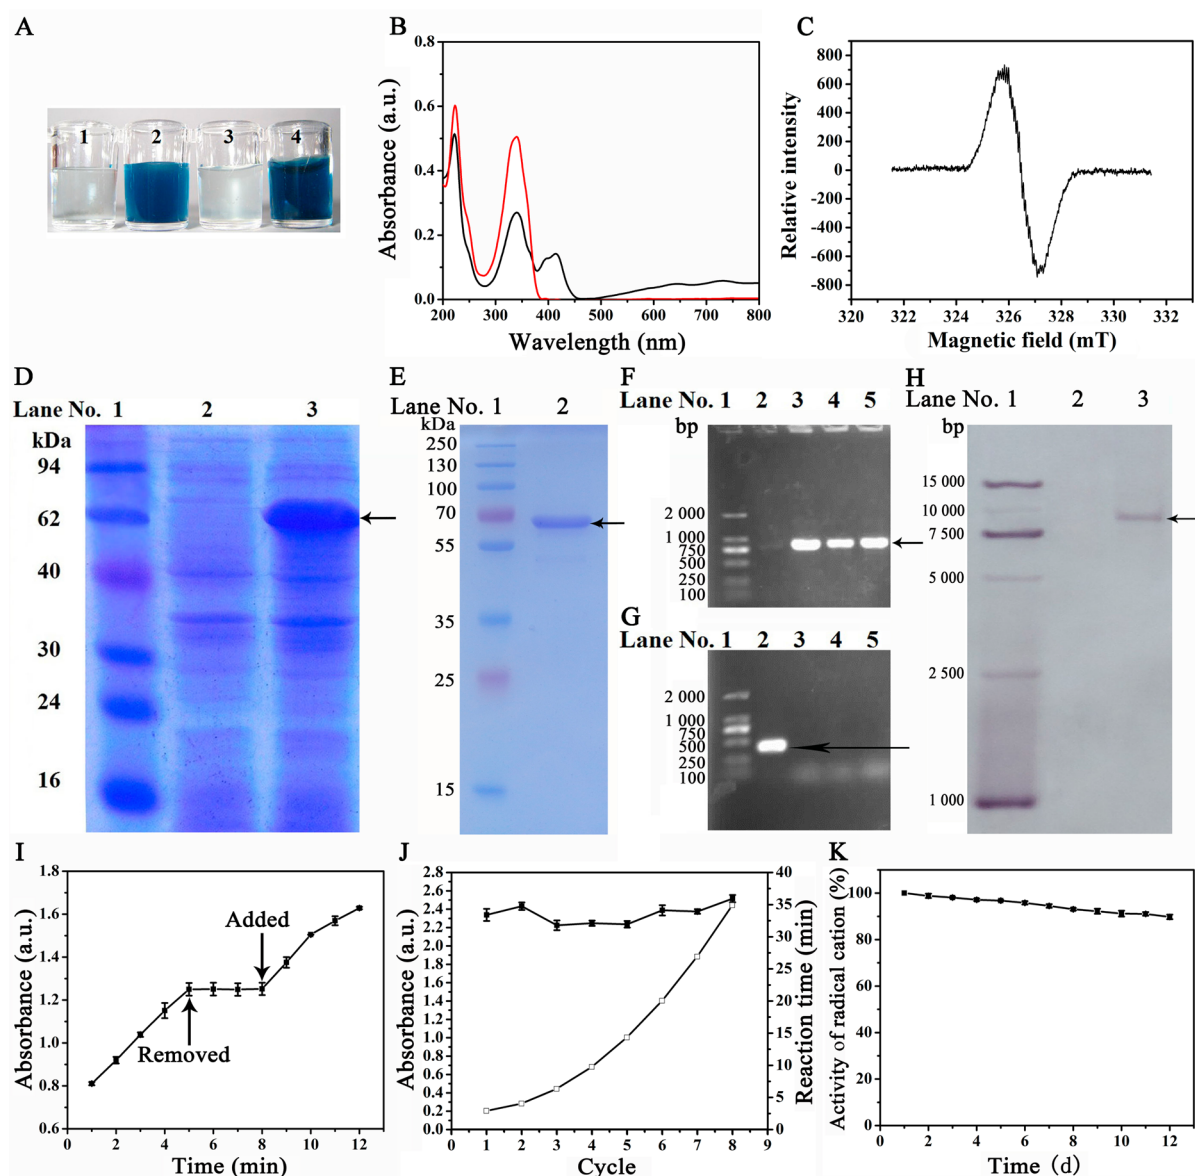 A
1 2 3 4
B
Absorbance (a.u.)
0.6
0.4
0.2
0.0
200 300 400 500 600 700 800
Wavelength (nm)
C
Relative intensity
800
600
400
200
0
-200
-400
-600
-800
320 322 324 326 328 330 332
Magnetic field (mT)
D
Lane No. 1 2 3
kDa
94
62
40
30
24
16
E
Lane No. 1 2
kDa
250
130
100
70
55
35
25
15
F
Lane No. 1 2 3 4 5
bp
2 000
1 000
750
500
250
100
G
Lane No. 1 2 3 4 5
2 000
1 000
750
500
250
100
H
Lane No. 1 2 3
bp
15 000
10 000
7 500
5 000
2 500
1 000
I
Absorbance (a.u.)
1.8
1.6
1.4
1.2
1.0
0.8
0.6
Added
Removed
0 2 4 6 8 10 12
Time (min)
J
Absorbance (a.u.)
2.8
2.6
2.4
2.2
2.0
1.8
1.6
1.4
1.2
1.0
0.8
0.6
0.4
0.2
0.0
40
35
30
25
20
15
10
5
0
Reaction time (min)
0 1 2 3 4 5 6 7 8 9
Cycle
K
Activity of radical cation (%)
100
80
60
40
20
0
0 2 4 6 8 10 12
Time (d)